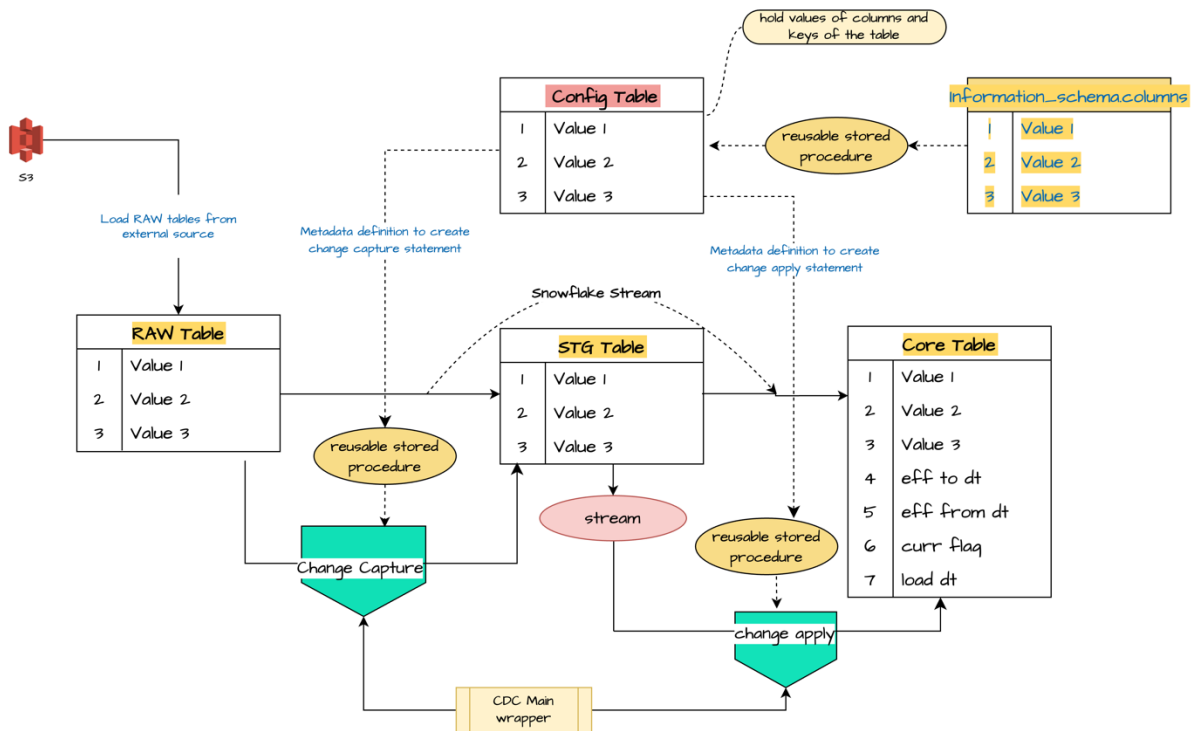 hold values of columns and
keys of the table
Config Table
1 Value 1
2 Value 2
3 Value 3
reusable stored
procedure
Information_schema.columns
1 Value 1
2 Value 2
3 Value 3
S3
Load RAW tables from
external source
Metadata definition to create
change capture statement
Metadata definition to create
change apply statement
Snowflake Stream
RAW Table
1 Value 1
2 Value 2
3 Value 3
STG Table
1 Value 1
2 Value 2
3 Value 3
Core Table
1 Value 1
2 Value 2
3 Value 3
4 eff to dt
5 eff from dt
6 curr flag
7 load dt
reusable stored
procedure
stream
reusable stored
procedure
Change Capture
change apply
CDC Main
wrapper